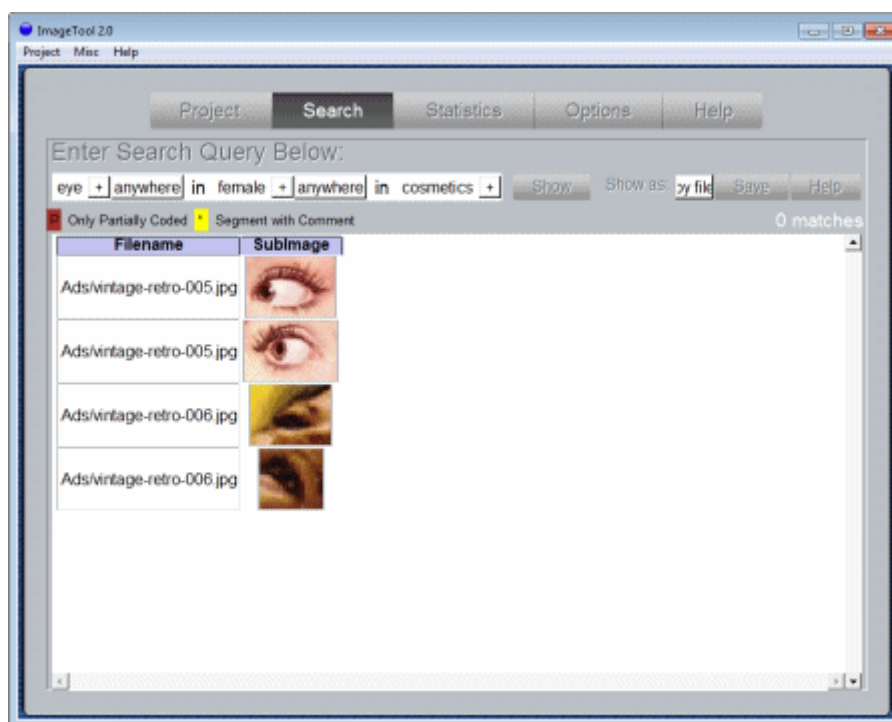 ImageTool 2.0
Project Misc Help
Project Search Statistics Options Help
Enter Search Query Below:
eye + anywhere in female + anywhere in cosmetics + Show Show as: by file Save Help
P Only Partially Coded * Segment with Comment 0 matches
Filename SubImage
Ads/vintage-retro-005.jpg
Ads/vintage-retro-005.jpg
Ads/vintage-retro-006.jpg
Ads/vintage-retro-006.jpg